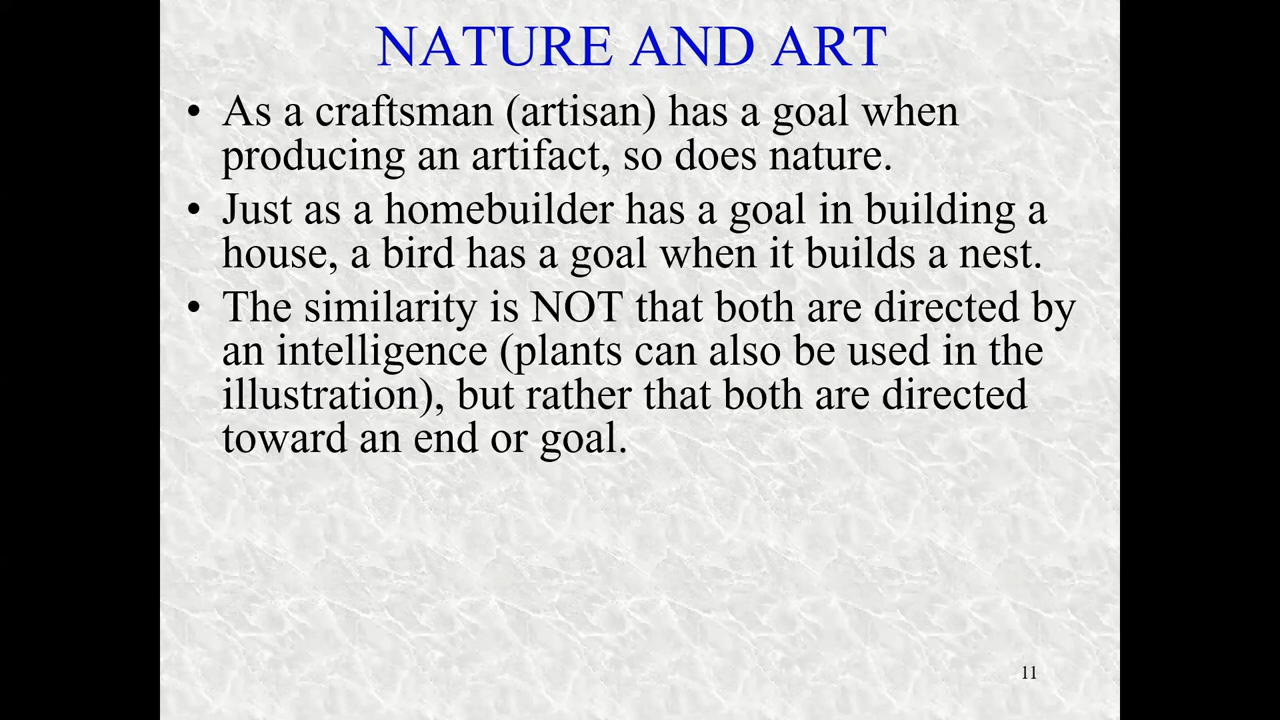 NATURE AND ART
• As a craftsman (artisan) has a goal when
producing an artifact, so does nature.
• Just as a homebuilder has a goal in building a
house, a bird has a goal when it builds a nest.
• The similarity is NOT that both are directed by
an intelligence (plants can also be used in the
illustration), but rather that both are directed
toward an end or goal.
11